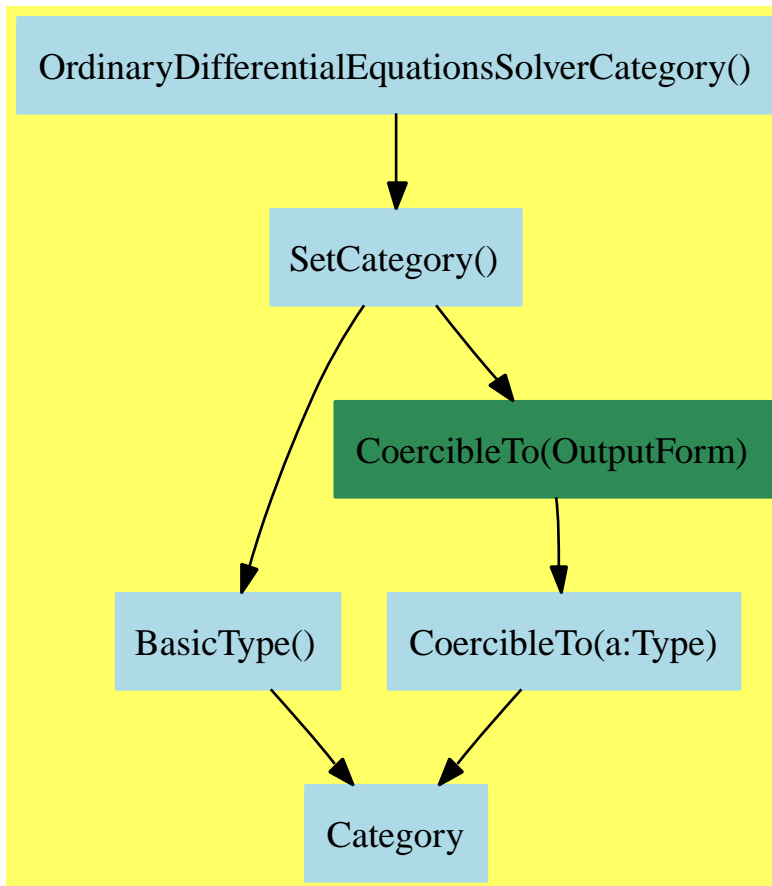 OrdinaryDifferentialEquationsSolverCategory()
SetCategory()
CoercibleTo(OutputForm)
BasicType()
CoercibleTo(a:Type)
Category